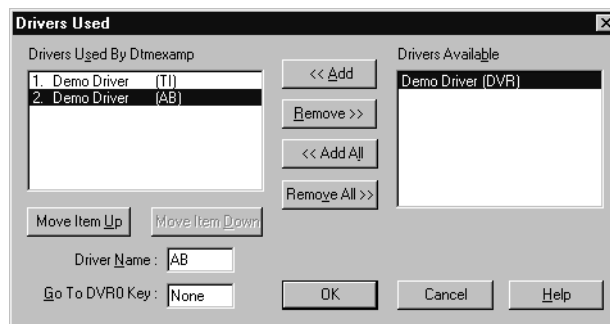 Drivers Used
Drivers Used By Dtmexamp
1. Demo Driver (TI)
2. Demo Driver (AB)
<< Add
Remove >>
<< Add All
Remove All >>
Drivers Available
Demo Driver (DVR)
Move Item Up
Move Item Down
Driver Name : AB
Go To DVR0 Key : None
OK
Cancel
Help